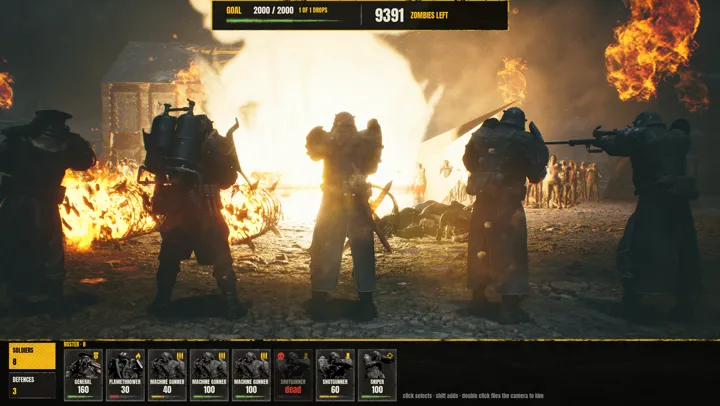 GOAL 2000 / 2000 1 OF 1 DROPS
9391 ZOMBIES LEFT
SOLDIERS
8
DEFENCES
3
ROSTER · 8
GENERAL
160
FLAMETHROWER
30
MACHINE GUNNER
40
MACHINE GUNNER
100
MACHINE GUNNER
100
SHOTGUNNER
dead
SHOTGUNNER
60
SNIPER
100
click selects · shift adds · double click flies the camera to him